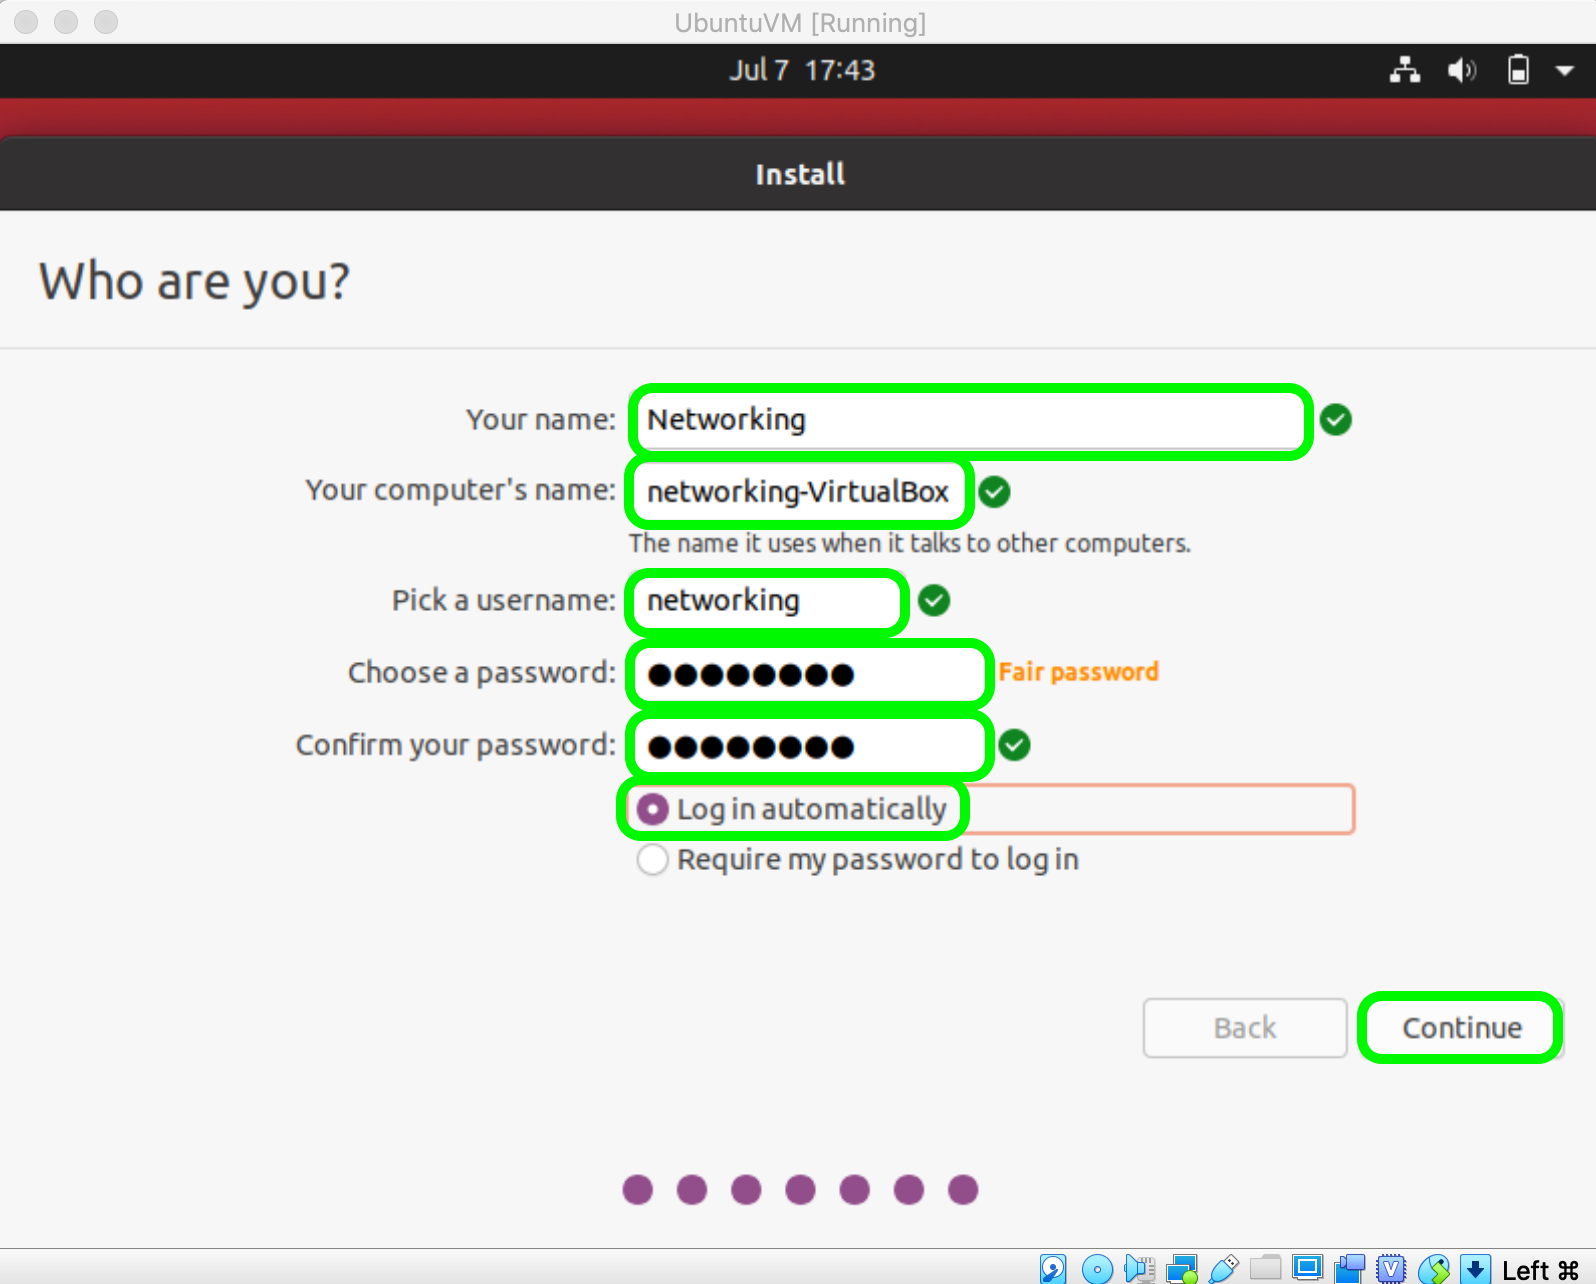 UbuntuVM [Running]
Jul 7 17:43
Install
Who are you?
Your name: Networking
Your computer's name: networking-VirtualBox
The name it uses when it talks to other computers.
Pick a username: networking
Choose a password: ●●●●●●●● Fair password
Confirm your password: ●●●●●●●●
Log in automatically
Require my password to log in
Back Continue
V Left ⌘